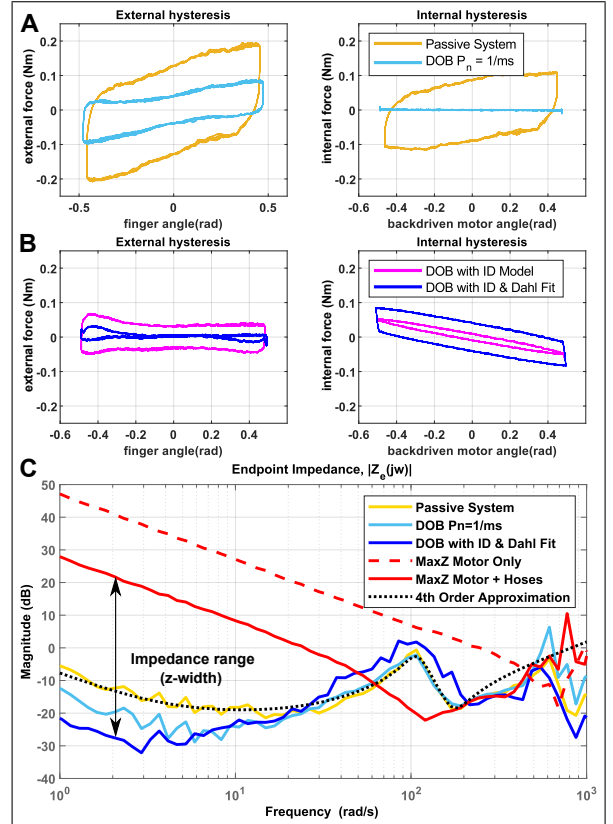 A
External hysteresis
external force (Nm)
0.2
0.1
0
-0.1
-0.2
-0.5
0
0.5
finger angle(rad)
Internal hysteresis
internal force (Nm)
Passive System
DOB Pn = 1/ms
0.2
0.1
0
-0.1
-0.2
-0.6
-0.4
-0.2
0
0.2
0.4
0.6
backdriven motor angle(rad)
B
External hysteresis
external force (Nm)
0.2
0.1
0
-0.1
-0.2
-0.6
-0.4
-0.2
0
0.2
0.4
0.6
finger angle(rad)
Internal hysteresis
internal force (Nm)
DOB with ID Model
DOB with ID & Dahl Fit
0.2
0.1
0
-0.1
-0.2
-0.6
-0.4
-0.2
0
0.2
0.4
0.6
backdriven motor angle(rad)
C
Endpoint Impedance, |Ze(jw)|
Magnitude (dB)
50
40
30
20
10
0
-10
-20
-30
-40
Passive System
DOB Pn=1/ms
DOB with ID & Dahl Fit
MaxZ Motor Only
MaxZ Motor + Hoses
4th Order Approximation
Impedance range
(z-width)
10^0
10^1
10^2
10^3
Frequency (rad/s)